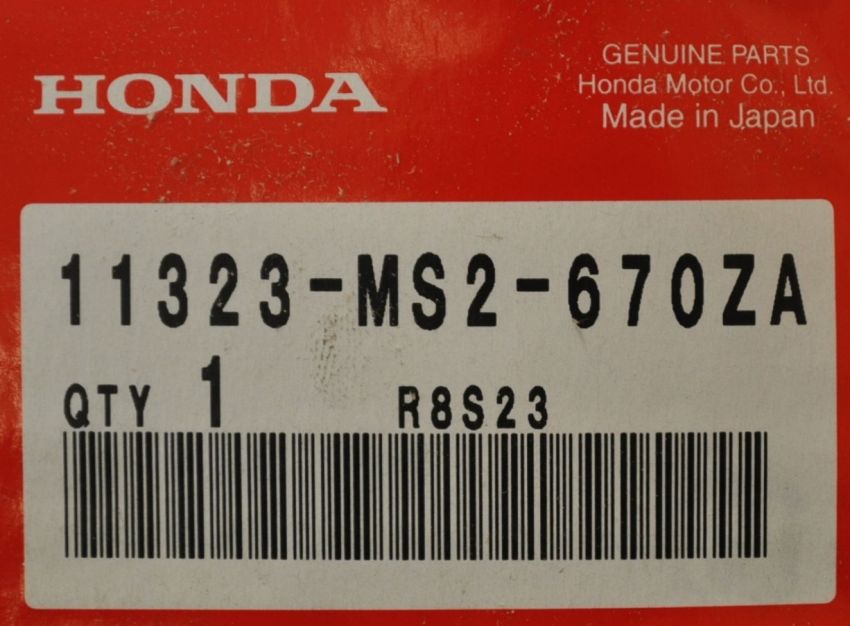 HONDA
GENUINE PARTS
Honda Motor Co., Ltd.
Made in Japan
11323-MS2-670ZA
QTY 1 R8S23